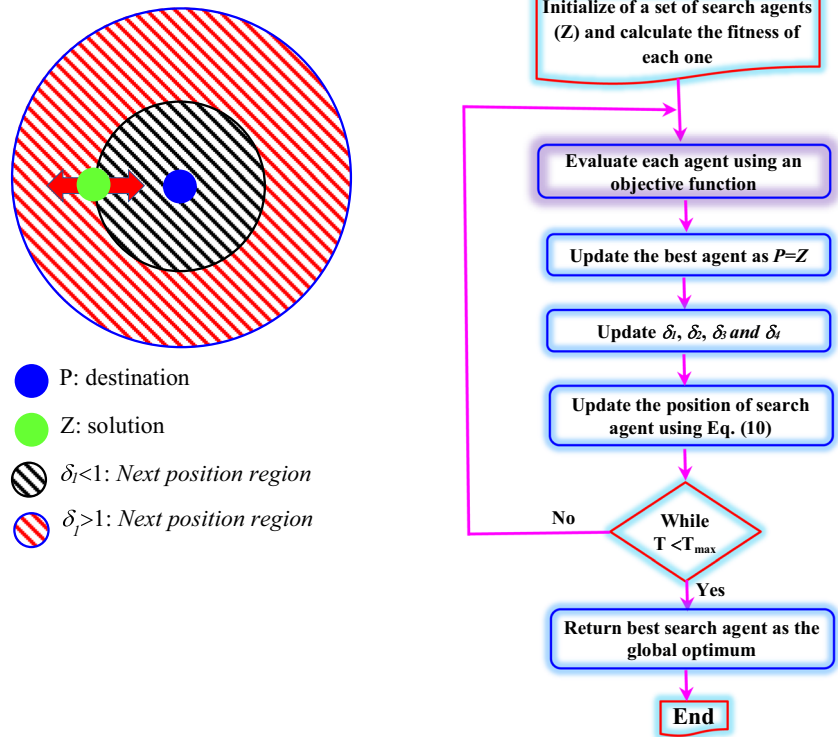 P: destination
Z: solution
δ₁<1: Next position region
δ₁>1: Next position region
Initialize of a set of search agents
(Z) and calculate the fitness of
each one
Evaluate each agent using an
objective function
Update the best agent as P=Z
Update δ₁, δ₂, δ₃ and δ₄
Update the position of search
agent using Eq. (10)
While
T <Tmax
No
Yes
Return best search agent as the
global optimum
End